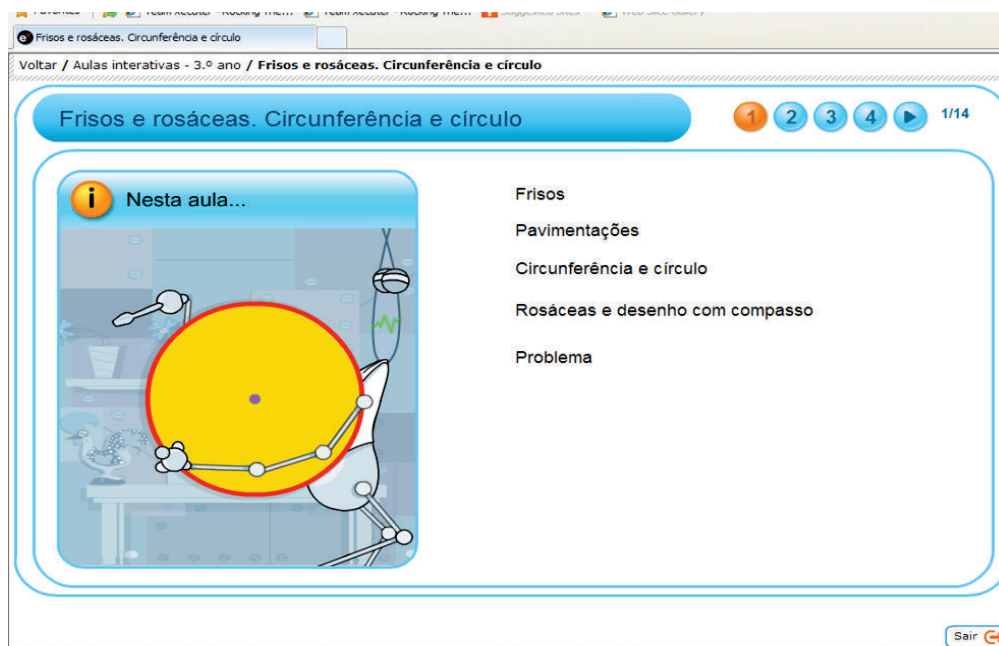 Frisos e rosáceas. Circunferência e círculo
Voltar / Aulas interativas - 3.º ano / Frisos e rosáceas. Circunferência e círculo
Frisos e rosáceas. Circunferência e círculo
1 2 3 4 1/14
i Nesta aula...
Frisos
Pavimentações
Circunferência e círculo
Rosáceas e desenho com compasso
Problema
Sair